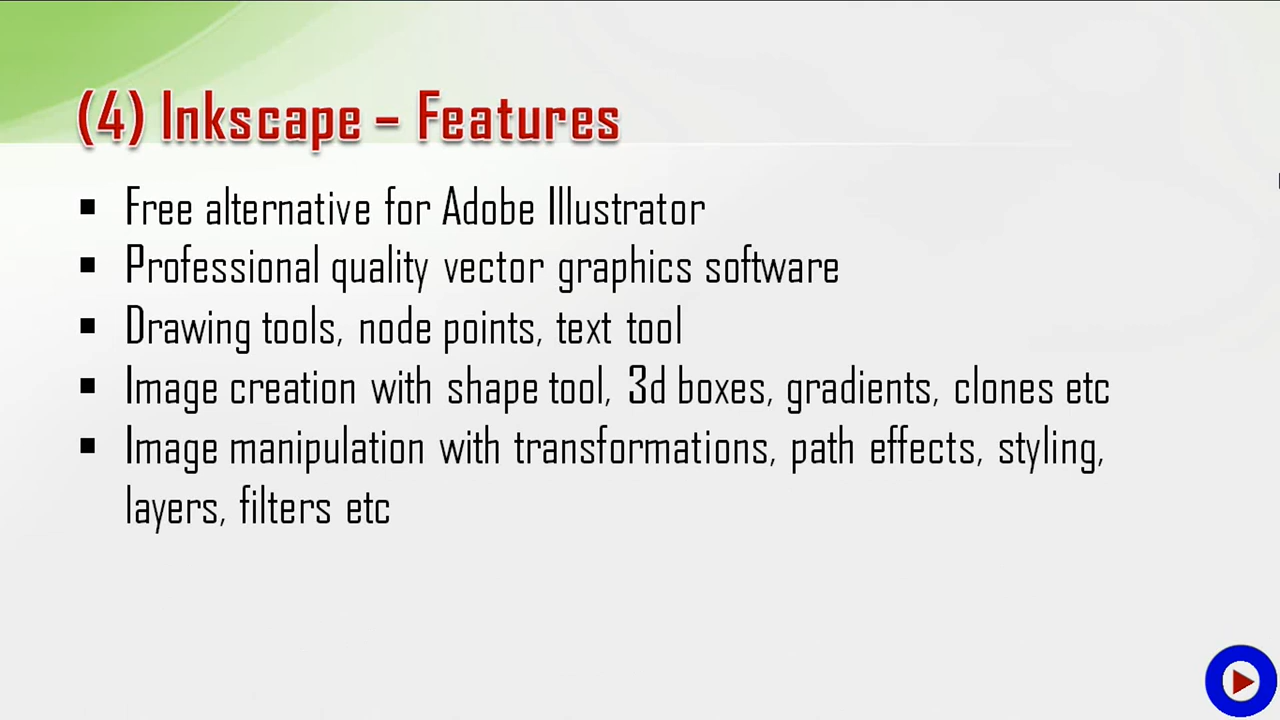 (4) Inkscape – Features
▪ Free alternative for Adobe Illustrator
▪ Professional quality vector graphics software
▪ Drawing tools, node points, text tool
▪ Image creation with shape tool, 3d boxes, gradients, clones etc
▪ Image manipulation with transformations, path effects, styling,
layers, filters etc